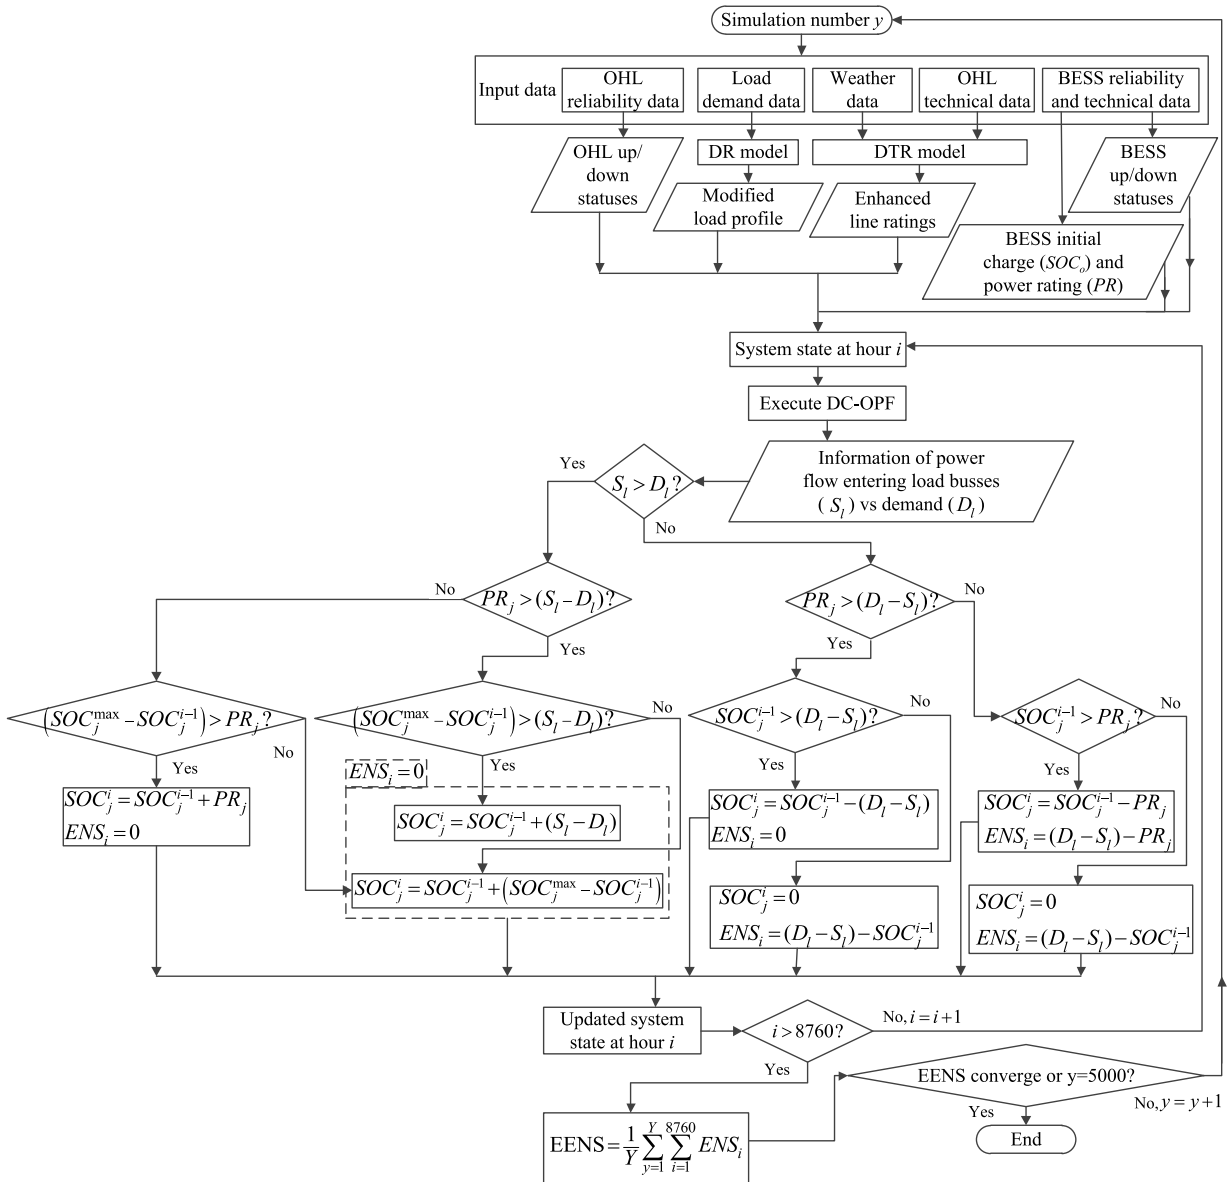 Simulation number y
Input data
OHL
reliability data
Load
demand data
Weather
data
OHL
technical data
BESS reliability
and technical data
OHL up/
down
statuses
DR model
DTR model
BESS
up/down
statuses
Modified
load profile
Enhanced
line ratings
BESS initial
charge (SOC_o) and
power rating (PR)
System state at hour i
Execute DC-OPF
Information of power
flow entering load busses
( S_l ) vs demand ( D_l )
Yes
S_l > D_l?
No
No
PR_j > (S_l – D_l)?
Yes
PR_j > (D_l – S_l)?
No
Yes
(SOC_j^max – SOC_j^{i–1}) > PR_j?
No
Yes
(SOC_j^max – SOC_j^{i–1}) > (S_l – D_l)?
No
Yes
SOC_j^{i–1} > (D_l – S_l)?
No
Yes
SOC_j^{i–1} > PR_j?
No
Yes
SOC_j^i = SOC_j^{i–1} + PR_j
ENS_i = 0
ENS_i = 0
SOC_j^i = SOC_j^{i–1} + (S_l – D_l)
SOC_j^i = SOC_j^{i–1} + (SOC_j^max – SOC_j^{i–1})
SOC_j^i = SOC_j^{i–1} – (D_l – S_l)
ENS_i = 0
SOC_j^i = 0
ENS_i = (D_l – S_l) – SOC_j^{i–1}
SOC_j^i = SOC_j^{i–1} – PR_j
ENS_i = (D_l – S_l) – PR_j
SOC_j^i = 0
ENS_i = (D_l – S_l) – SOC_j^{i–1}
Updated system
state at hour i
i > 8760?
No, i = i + 1
Yes
EENS = 1/Y ∑_{y=1}^{Y} ∑_{i=1}^{8760} ENS_i
EENS converge or y=5000?
No, y = y + 1
Yes
End